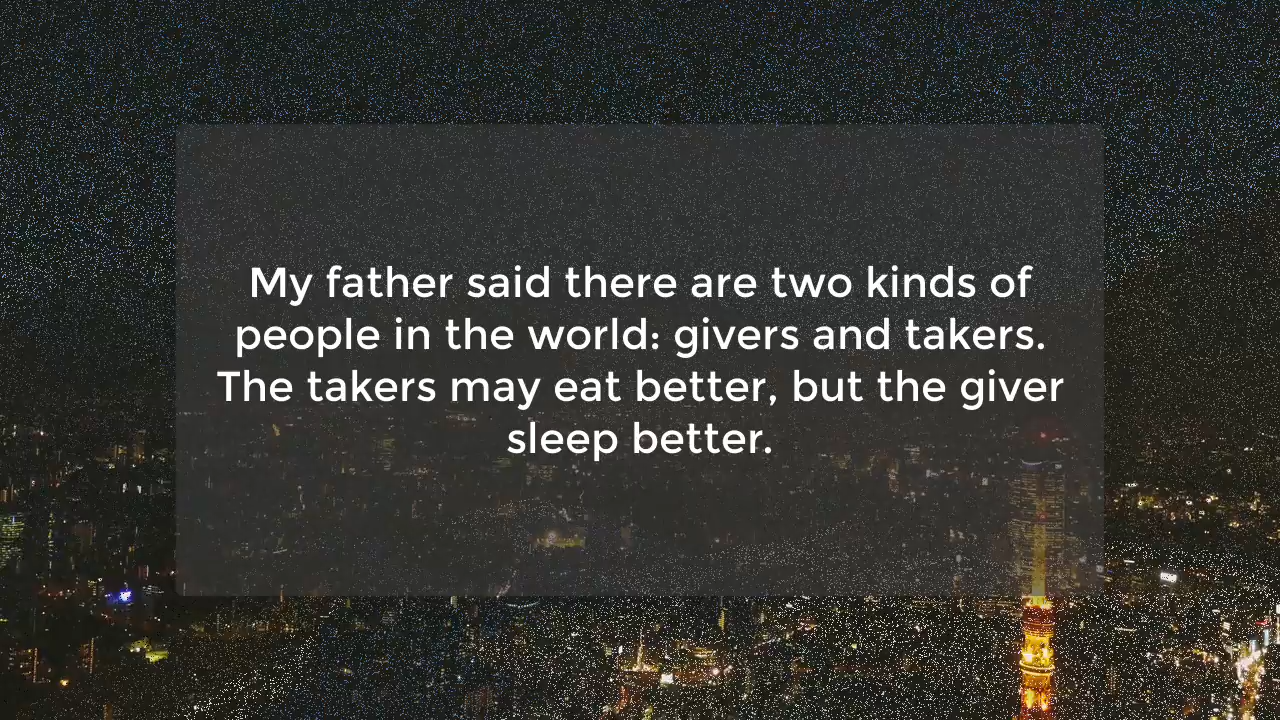 My father said there are two kinds of
people in the world: givers and takers.
The takers may eat better, but the giver
sleep better.